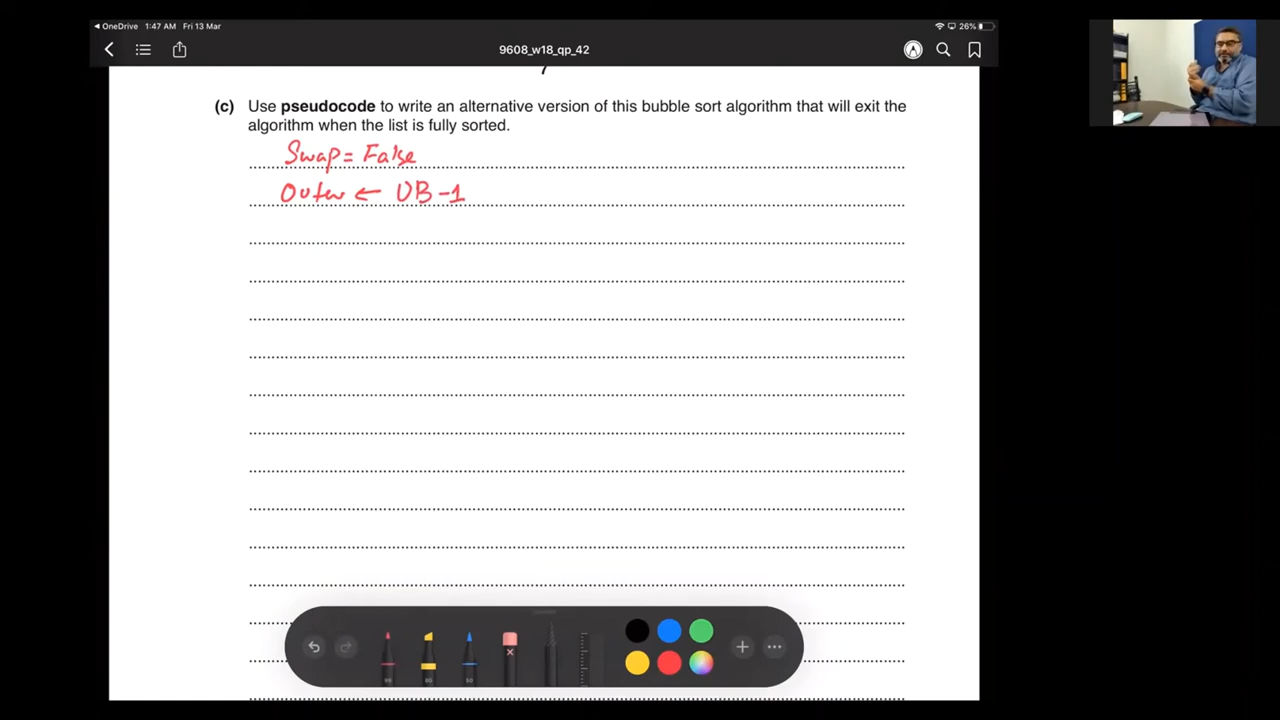 OneDrive 1:47 AM Fri 13 Mar 26%
9608_w18_qp_42
(c) Use pseudocode to write an alternative version of this bubble sort algorithm that will exit the
algorithm when the list is fully sorted.
Swap = False
Outer ← UB-1